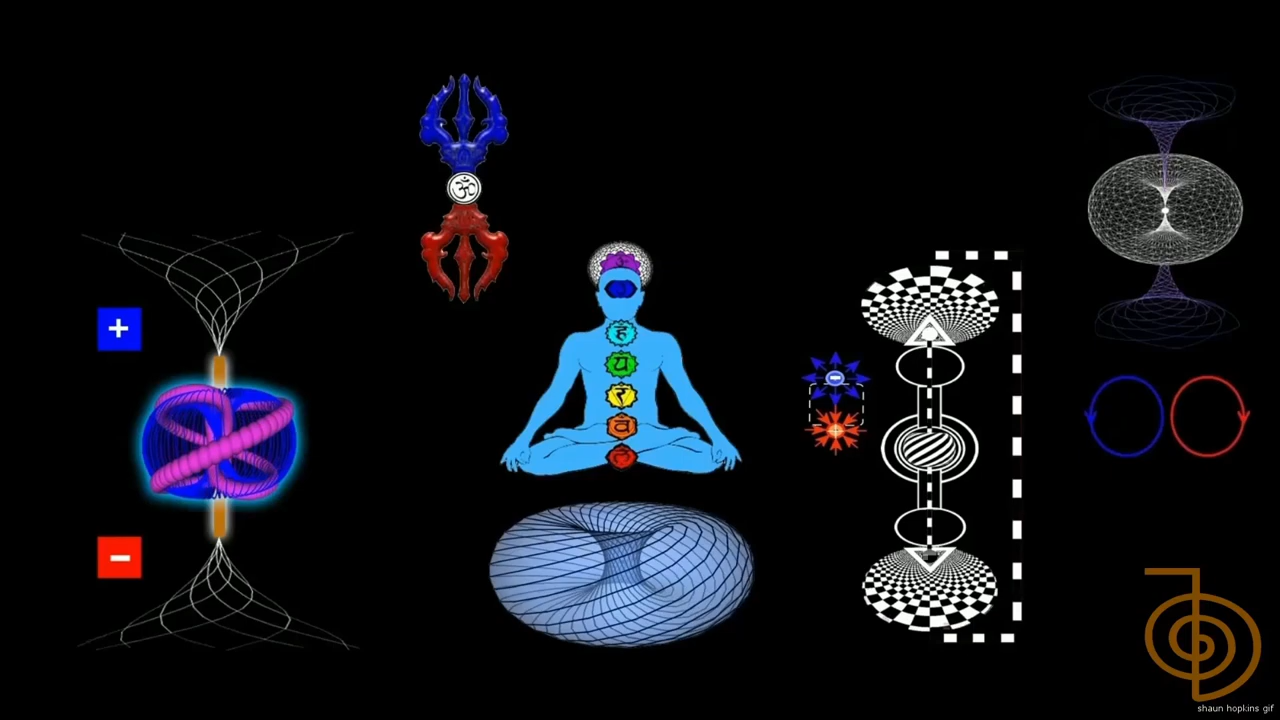 ॐ
+
हं
य
रं
वं
लं
-
-
+
shaun hopkins gif